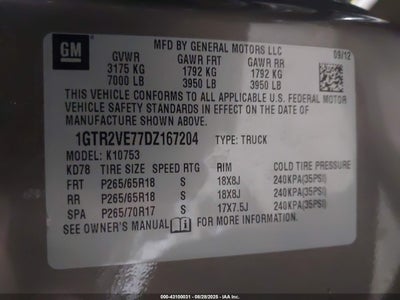 GM
MFD BY GENERAL MOTORS LLC
09/12
GVWR GAWR FRT GAWR RR
3175 KG 1792 KG 1792 KG
7000 LB 3950 LB 3950 LB
THIS VEHICLE CONFORMS TO ALL APPLICABLE U.S. FEDERAL MOTOR
VEHICLE SAFETY STANDARDS IN EFFECT ON THE DATE OF
MANUFACTURE SHOWN ABOVE.
1GTR2VE77DZ167204 TYPE: TRUCK
MODEL: K10753
KD78 TIRE SIZE SPEED RTG RIM COLD TIRE PRESSURE
FRT P265/65R18 S 18X8J 240KPA(35PSI)
RR P265/65R18 S 18X8J 240KPA(35PSI)
SPA P265/70R17 S 17X7.5J 240KPA(35PSI)
SEE OWNER'S MANUAL FOR MORE INFORMATION.
000-43100031 - 08/28/2025 - IAAI.COM